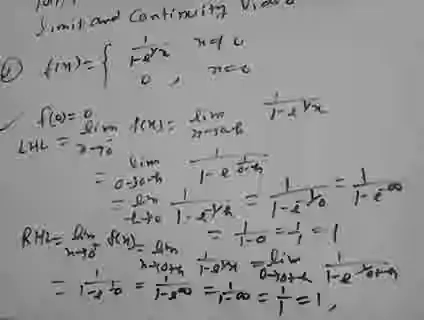 Limit and Continuity Video
① f(x) = { 1/(1-e^(1/x)) x≠0
0 , x=0
f(0)=0
LHL = lim x→0⁻ f(x) = lim x→0-h 1/(1-e^(1/x))
= lim 0→0-h 1/(1-e^(1/(0-h)))
= lim h→0 1/(1-e^(-1/h)) = 1/(1-e^(-1/0)) = 1/(1-e^(-∞))
= 1/(1-0) = 1/1 = 1
RHL = lim x→0⁺ f(x) = lim x→0+h 1/(1-e^(1/x)) = lim 0→0+h 1/(1-e^(1/(0+h)))
= 1/(1-e^(1/0)) = 1/(1-e^∞) = 1/(1-∞) = 1/1 = 1,